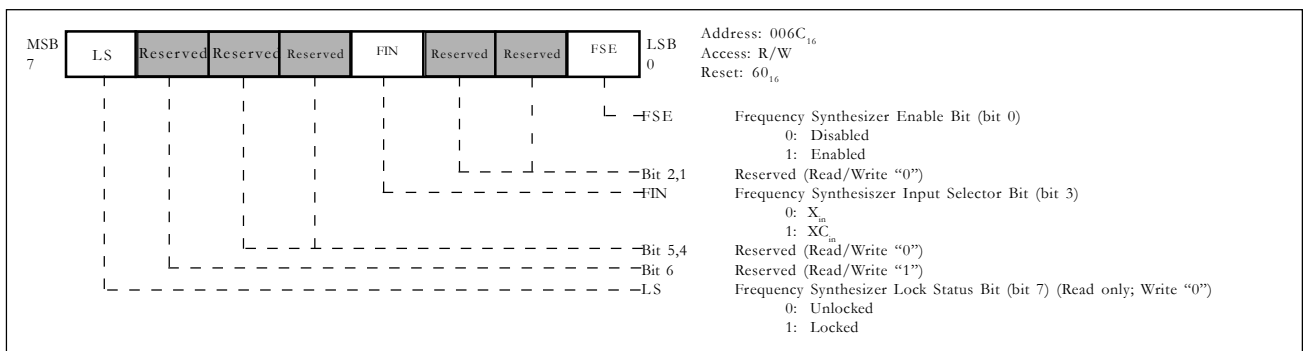 MSB
7
LS Reserved Reserved Reserved FIN Reserved Reserved FSE
LSB
0
Address: 006C₁₆
Access: R/W
Reset: 60₁₆
FSE Frequency Synthesizer Enable Bit (bit 0)
0: Disabled
1: Enabled
Bit 2,1 Reserved (Read/Write “0”)
FIN Frequency Synthesiszer Input Selector Bit (bit 3)
0: Xin
1: XCin
Bit 5,4 Reserved (Read/Write “0”)
Bit 6 Reserved (Read/Write “1”)
LS Frequency Synthesizer Lock Status Bit (bit 7) (Read only; Write “0”)
0: Unlocked
1: Locked